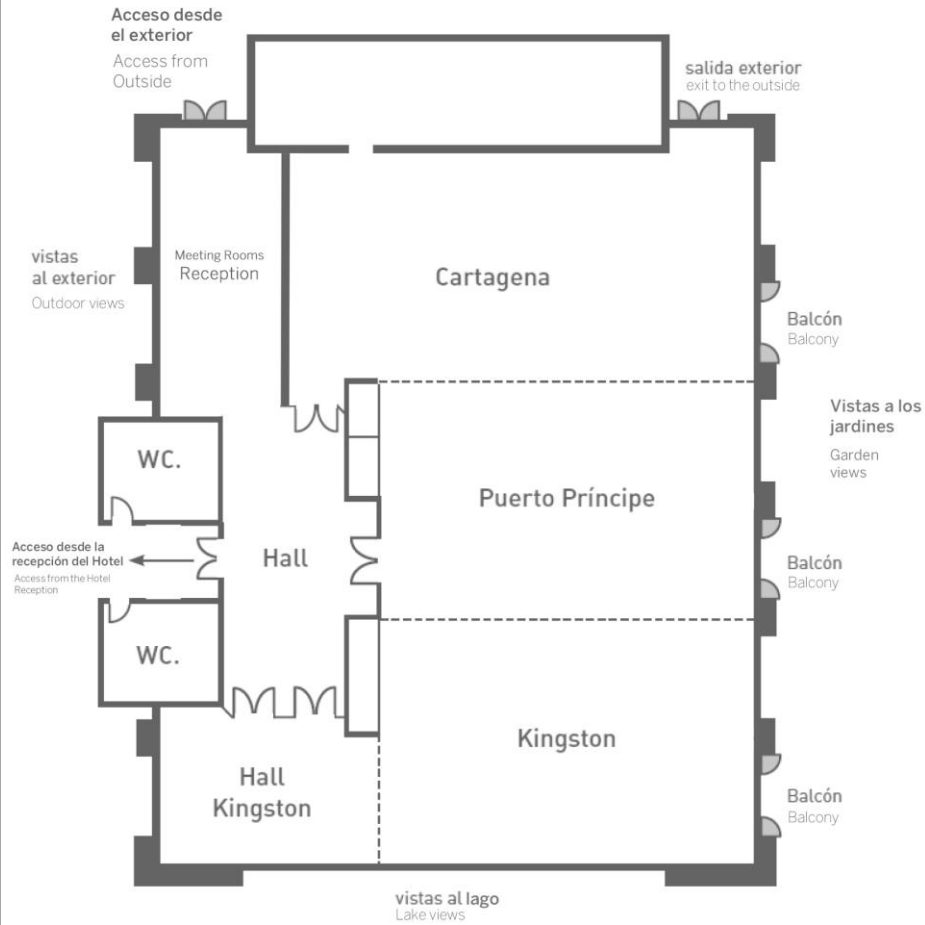 Acceso desde
el exterior
Access from
Outside
salida exterior
exit to the outside
vistas
al exterior
Outdoor views
Meeting Rooms
Reception
Cartagena
Balcón
Balcony
Vistas a los
jardines
Garden
views
WC.
Puerto Príncipe
Acceso desde la
recepción del Hotel
Access from the Hotel
Reception
Hall
Balcón
Balcony
WC.
Kingston
Hall
Kingston
Balcón
Balcony
vistas al lago
Lake views